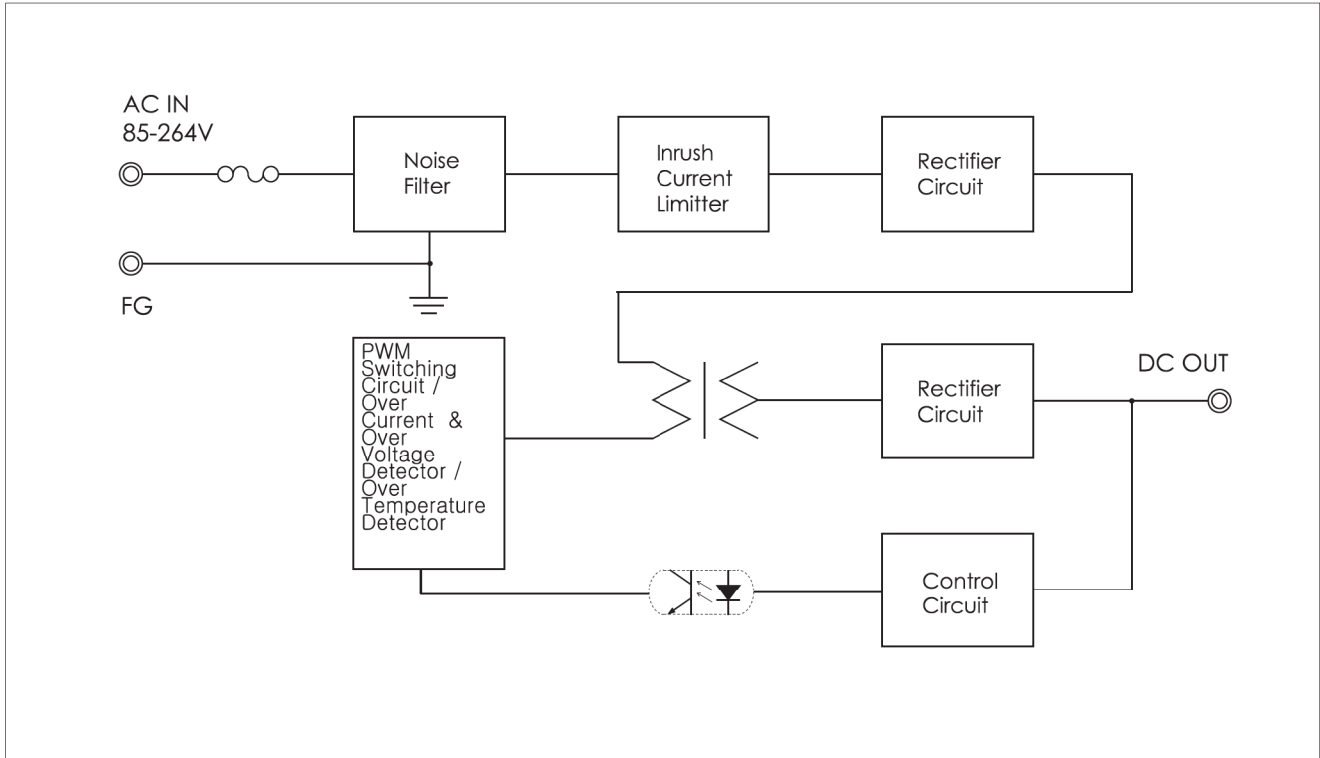 AC IN
85-264V
Noise
Filter
Inrush
Current
Limitter
Rectifier
Circuit
FG
PWM
Switching
Circuit /
Over
Current &
Over
Voltage
Detector /
Over
Temperature
Detector
Rectifier
Circuit
DC OUT
Control
Circuit